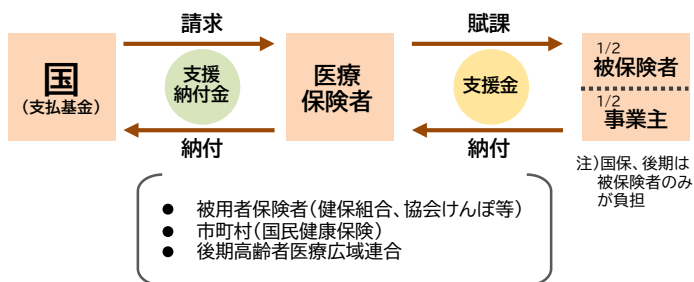 請求
賦課
国
(支払基金)
支援
納付金
医療
保険者
支援金
1/2
被保険者
1/2
事業主
納付
納付
注)国保、後期は
被保険者のみ
が負担
● 被用者保険者(健保組合、協会けんぽ等)
● 市町村(国民健康保険)
● 後期高齢者医療広域連合